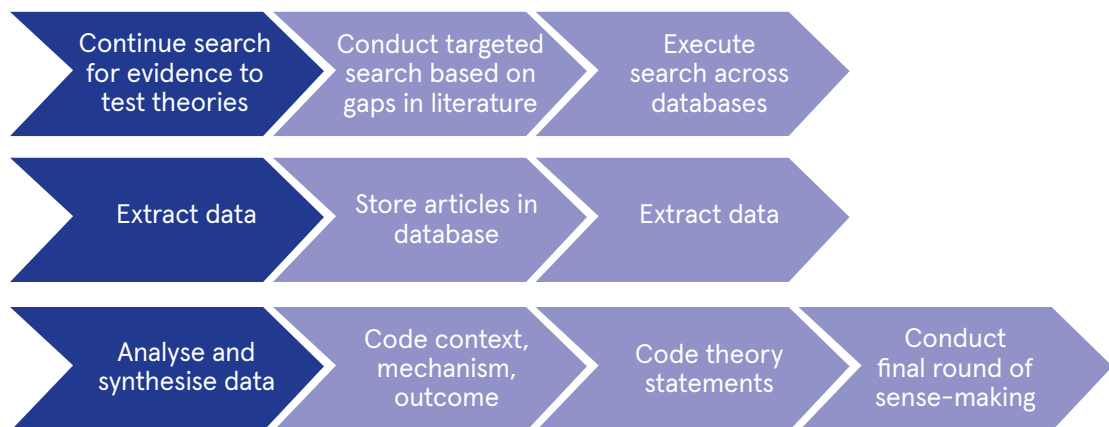 Continue search
for evidence to
test theories
Conduct targeted
search based on
gaps in literature
Execute
search across
databases
Extract data
Store articles in
database
Extract data
Analyse and
synthesise data
Code context,
mechanism,
outcome
Code theory
statements
Conduct
final round of
sense-making